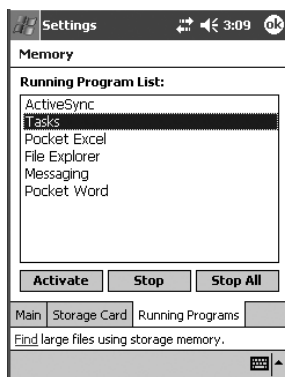 Settings 3:09 ok
Memory
Running Program List:
ActiveSync
Tasks
Pocket Excel
File Explorer
Messaging
Pocket Word
Activate Stop Stop All
Main Storage Card Running Programs
Find large files using storage memory.